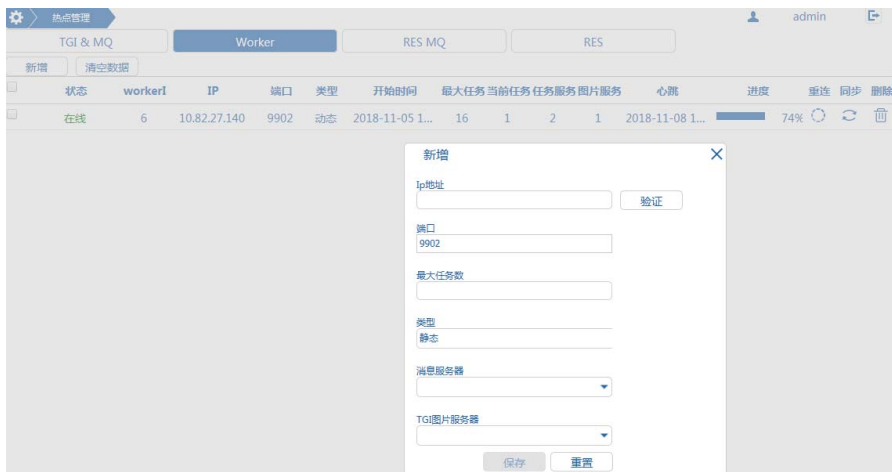 热点管理
admin
TGI & MQ
Worker
RES MQ
RES
新增
清空数据
状态 workerI IP 端口 类型 开始时间 最大任务 当前任务 任务服务 图片服务 心跳 进度 重连 同步 删除
在线 6 10.82.27.140 9902 动态 2018-11-05 1... 16 1 2 1 2018-11-08 1... 74%
新增
Ip地址
验证
端口
9902
最大任务数
类型
静态
消息服务器
TGI图片服务器
保存 重置